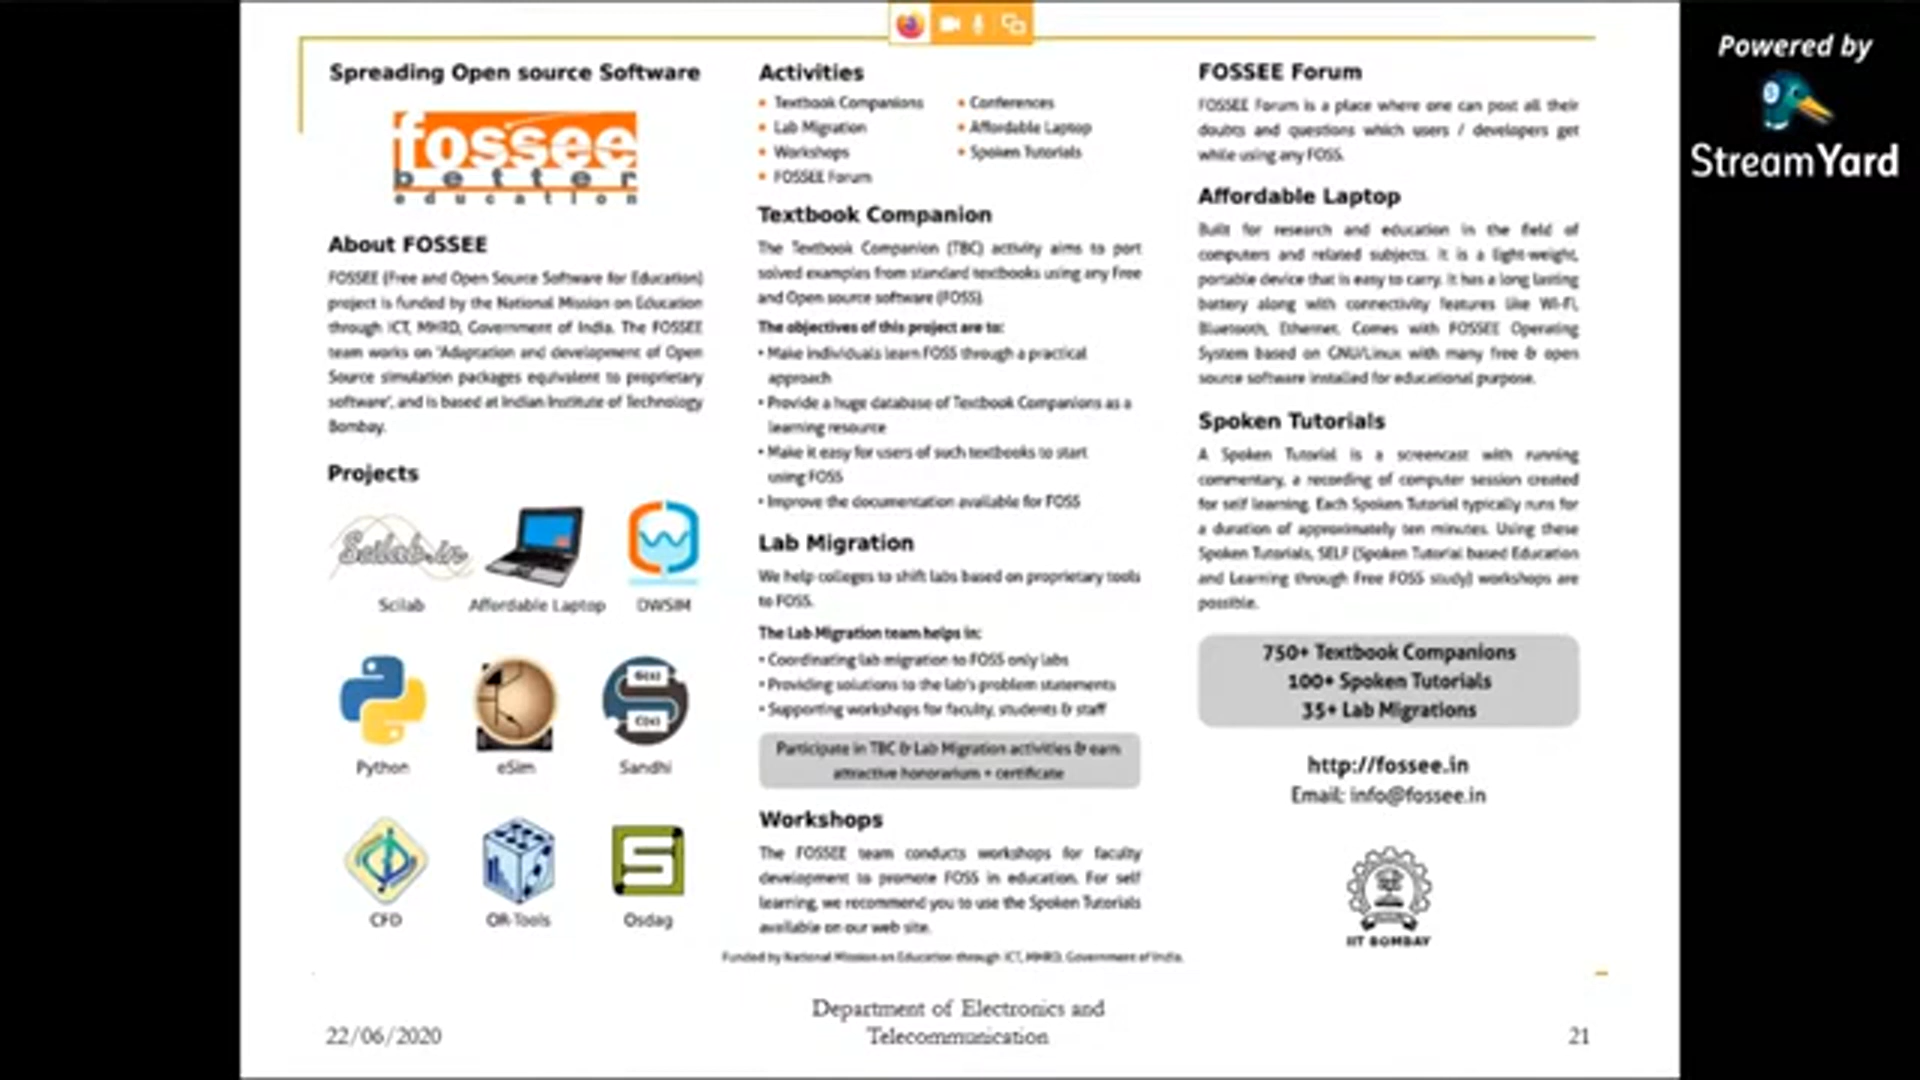 Spreading Open source Software
fossee
better
education
About FOSSEE
FOSSEE (Free and Open Source Software for Education)
project is funded by the National Mission on Education
through ICT, MHRD, Government of India. The FOSSEE
team works on "Adaptation and development of Open
Source simulation packages equivalent to proprietary
software", and is based at Indian Institute of Technology
Bombay.
Projects
Scilab.in
Scilab
Affordable Laptop
DWSIM
G(s)
C(s)
Python
eSim
Sandhi
CFD
OR-Tools
Osdag
Activities
• Textbook Companions
• Lab Migration
• Workshops
• FOSSEE Forum
• Conferences
• Affordable Laptop
• Spoken Tutorials
Textbook Companion
The Textbook Companion (TBC) activity aims to port
solved examples from standard textbooks using any Free
and Open source software (FOSS).
The objectives of this project are to:
• Make individuals learn FOSS through a practical
approach
• Provide a huge database of Textbook Companions as a
learning resource
• Make it easy for users of such textbooks to start
using FOSS
• Improve the documentation available for FOSS
Lab Migration
We help colleges to shift labs based on proprietary tools
to FOSS.
The Lab Migration team helps in:
• Coordinating lab migration to FOSS only labs
• Providing solutions to the lab's problem statements
• Supporting workshops for faculty, students & staff
Participate in TBC & Lab Migration activities & earn
attractive honorarium + certificate
Workshops
The FOSSEE team conducts workshops for faculty
development to promote FOSS in education. For self
learning, we recommend you to use the Spoken Tutorials
available on our web site.
FOSSEE Forum
FOSSEE Forum is a place where one can post all their
doubts and questions which users / developers get
while using any FOSS.
Affordable Laptop
Built for research and education in the field of
computers and related subjects. It is a light-weight,
portable device that is easy to carry. It has a long lasting
battery along with connectivity features like Wi-Fi,
Bluetooth, Ethernet. Comes with FOSSEE Operating
System based on GNU/Linux with many free & open
source software installed for educational purpose.
Spoken Tutorials
A Spoken Tutorial is a screencast with running
commentary, a recording of computer session created
for self learning. Each Spoken Tutorial typically runs for
a duration of approximately ten minutes. Using these
Spoken Tutorials, SELF (Spoken Tutorial based Education
and Learning through Free FOSS study) workshops are
possible.
750+ Textbook Companions
100+ Spoken Tutorials
35+ Lab Migrations
http://fossee.in
Email: info@fossee.in
IIT BOMBAY
Funded by National Mission on Education through ICT, MHRD, Government of India.
22/06/2020
Department of Electronics and
Telecommunication
21
Powered by
StreamYard